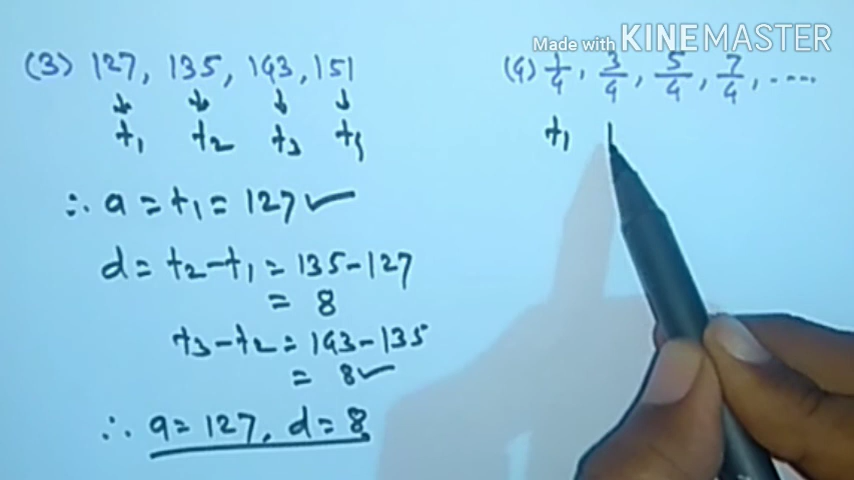 Made with KINEMASTER
(3) 127, 135, 143, 151
t1 t2 t3 t4
∴ a = t1 = 127 ✓
d = t2 - t1 = 135 - 127
= 8
t3 - t2 = 143 - 135
= 8 ✓
∴ a = 127, d = 8
(4) 1/4, 3/4, 5/4, 7/4, .....
t1